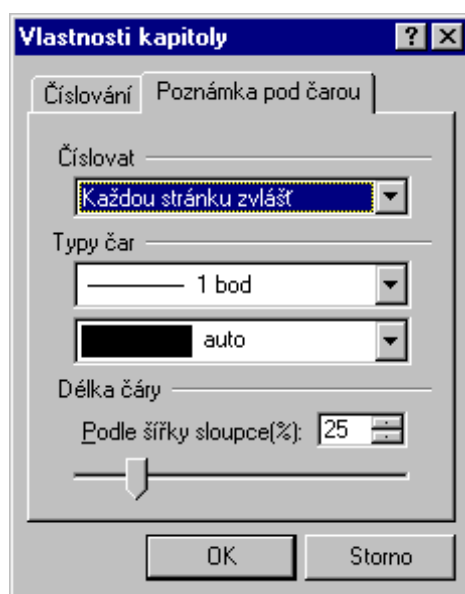 Vlastnosti kapitoly
Číslování Poznámka pod čarou
Číslovat
Každou stránku zvlášť
Typy čar
1 bod
auto
Délka čáry
Podle šířky sloupce(%): 25
OK Storno